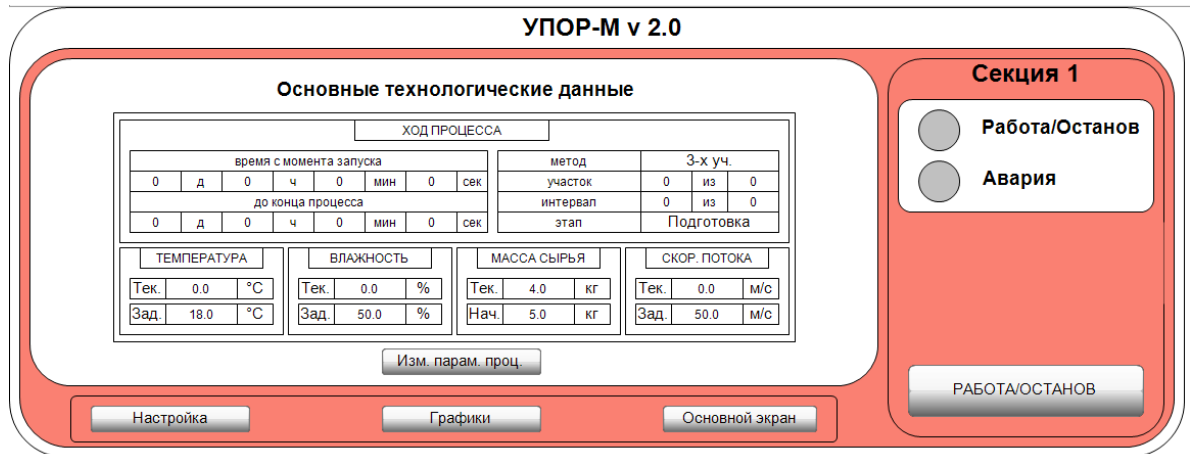 УПОР-М v 2.0
Основные технологические данные
ХОД ПРОЦЕССА
время с момента запуска
0 д 0 ч 0 мин 0 сек
до конца процесса
0 д 0 ч 0 мин 0 сек
метод 3-х уч.
участок 0 из 0
интервал 0 из 0
этап Подготовка
ТЕМПЕРАТУРА
Тек. 0.0 °C
Зад. 18.0 °C
ВЛАЖНОСТЬ
Тек. 0.0 %
Зад. 50.0 %
МАССА СЫРЬЯ
Тек. 4.0 кг
Нач. 5.0 кг
СКОР. ПОТОКА
Тек. 0.0 м/с
Зад. 50.0 м/с
Изм. парам. проц.
Настройка
Графики
Основной экран
Секция 1
Работа/Останов
Авария
РАБОТА/ОСТАНОВ